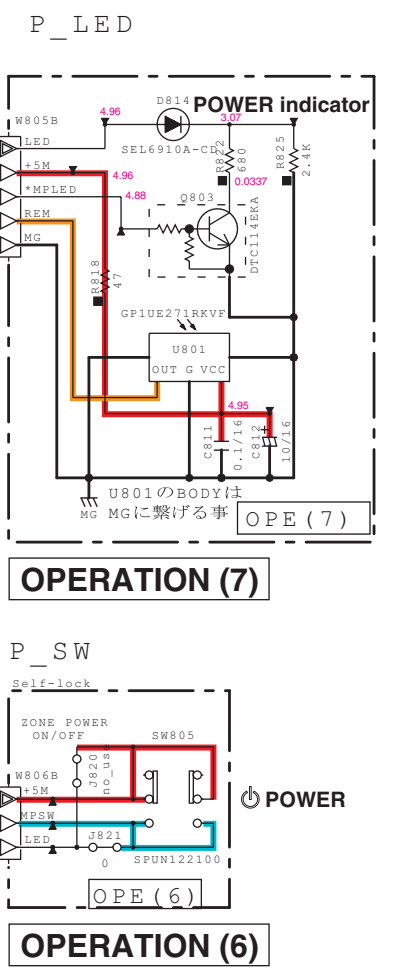 P_LED
D814
POWER indicator
4.96
3.07
W805B
LED
SEL6910A-CD
R822
680
R825
2.4K
+5M
4.96
0.0337
*MPLED
4.88
Q803
REM
MG
DTC114EKA
R818
47
GP1UE271RKVF
U801
OUT G VCC
4.95
C811
0.1/16
C812
+
10/16
MG
U801のBODYは
MGに繋げる事
OPE(7)
OPERATION (7)
P_SW
Self-lock
ZONE POWER
ON/OFF
SW805
J820
no_use
W806B
+5M
POWER
MPSW
LED
J821
0
SPUN122100
OPE(6)
OPERATION (6)